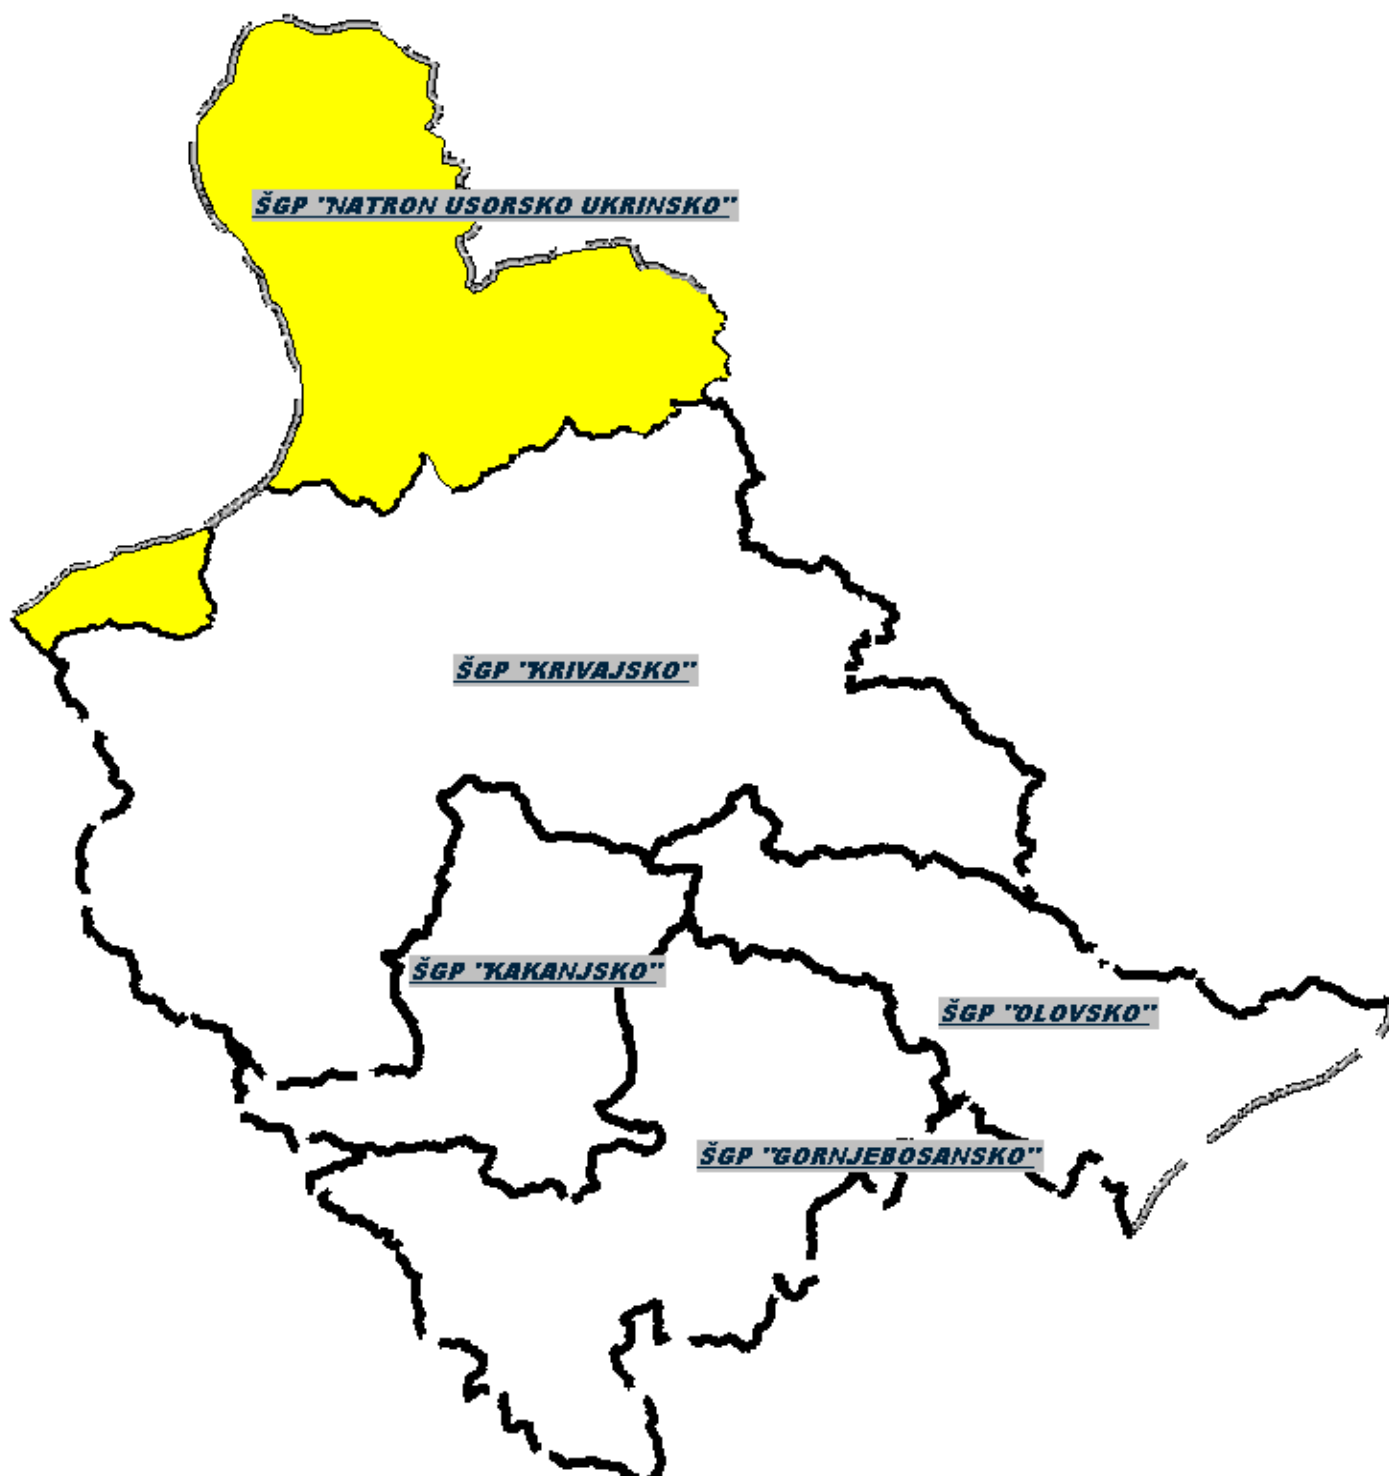 ŠGP "NATRON USORSKO UKRINSKO"
ŠGP "KRIVAJSKO"
ŠGP "KAKANJSKO"
ŠGP "OLOVSKO"
ŠGP "GORNJEBOSANSKO"